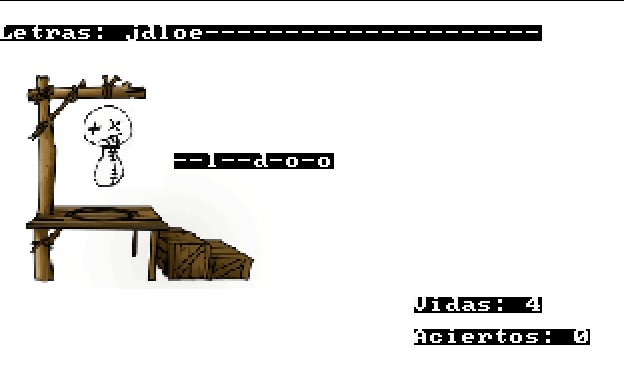 Letras: jdloe---------------------
--l--d-o-o
Vidas: 4
Aciertos: 0